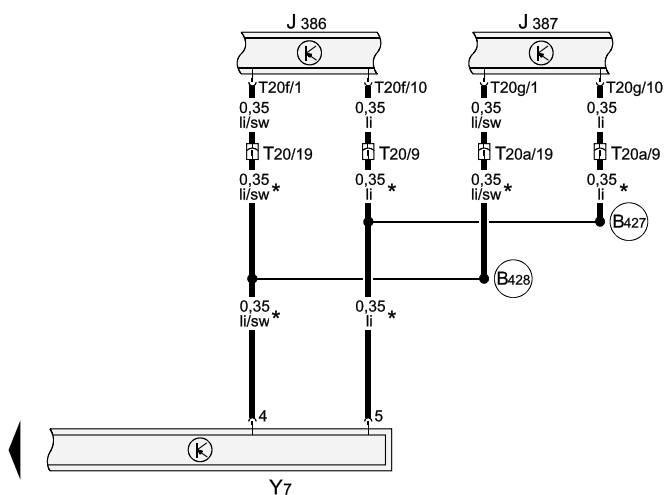 J 386 J 387
T20f/1 T20f/10 T20g/1 T20g/10
0,35 0,35 0,35 0,35
li/sw li li/sw li
T20/19 T20/9 T20a/19 T20a/9
0,35 0,35 0,35 0,35
li/sw * li * li/sw * li *
B427
B428
0,35 0,35
li/sw * li *
4 5
Y7